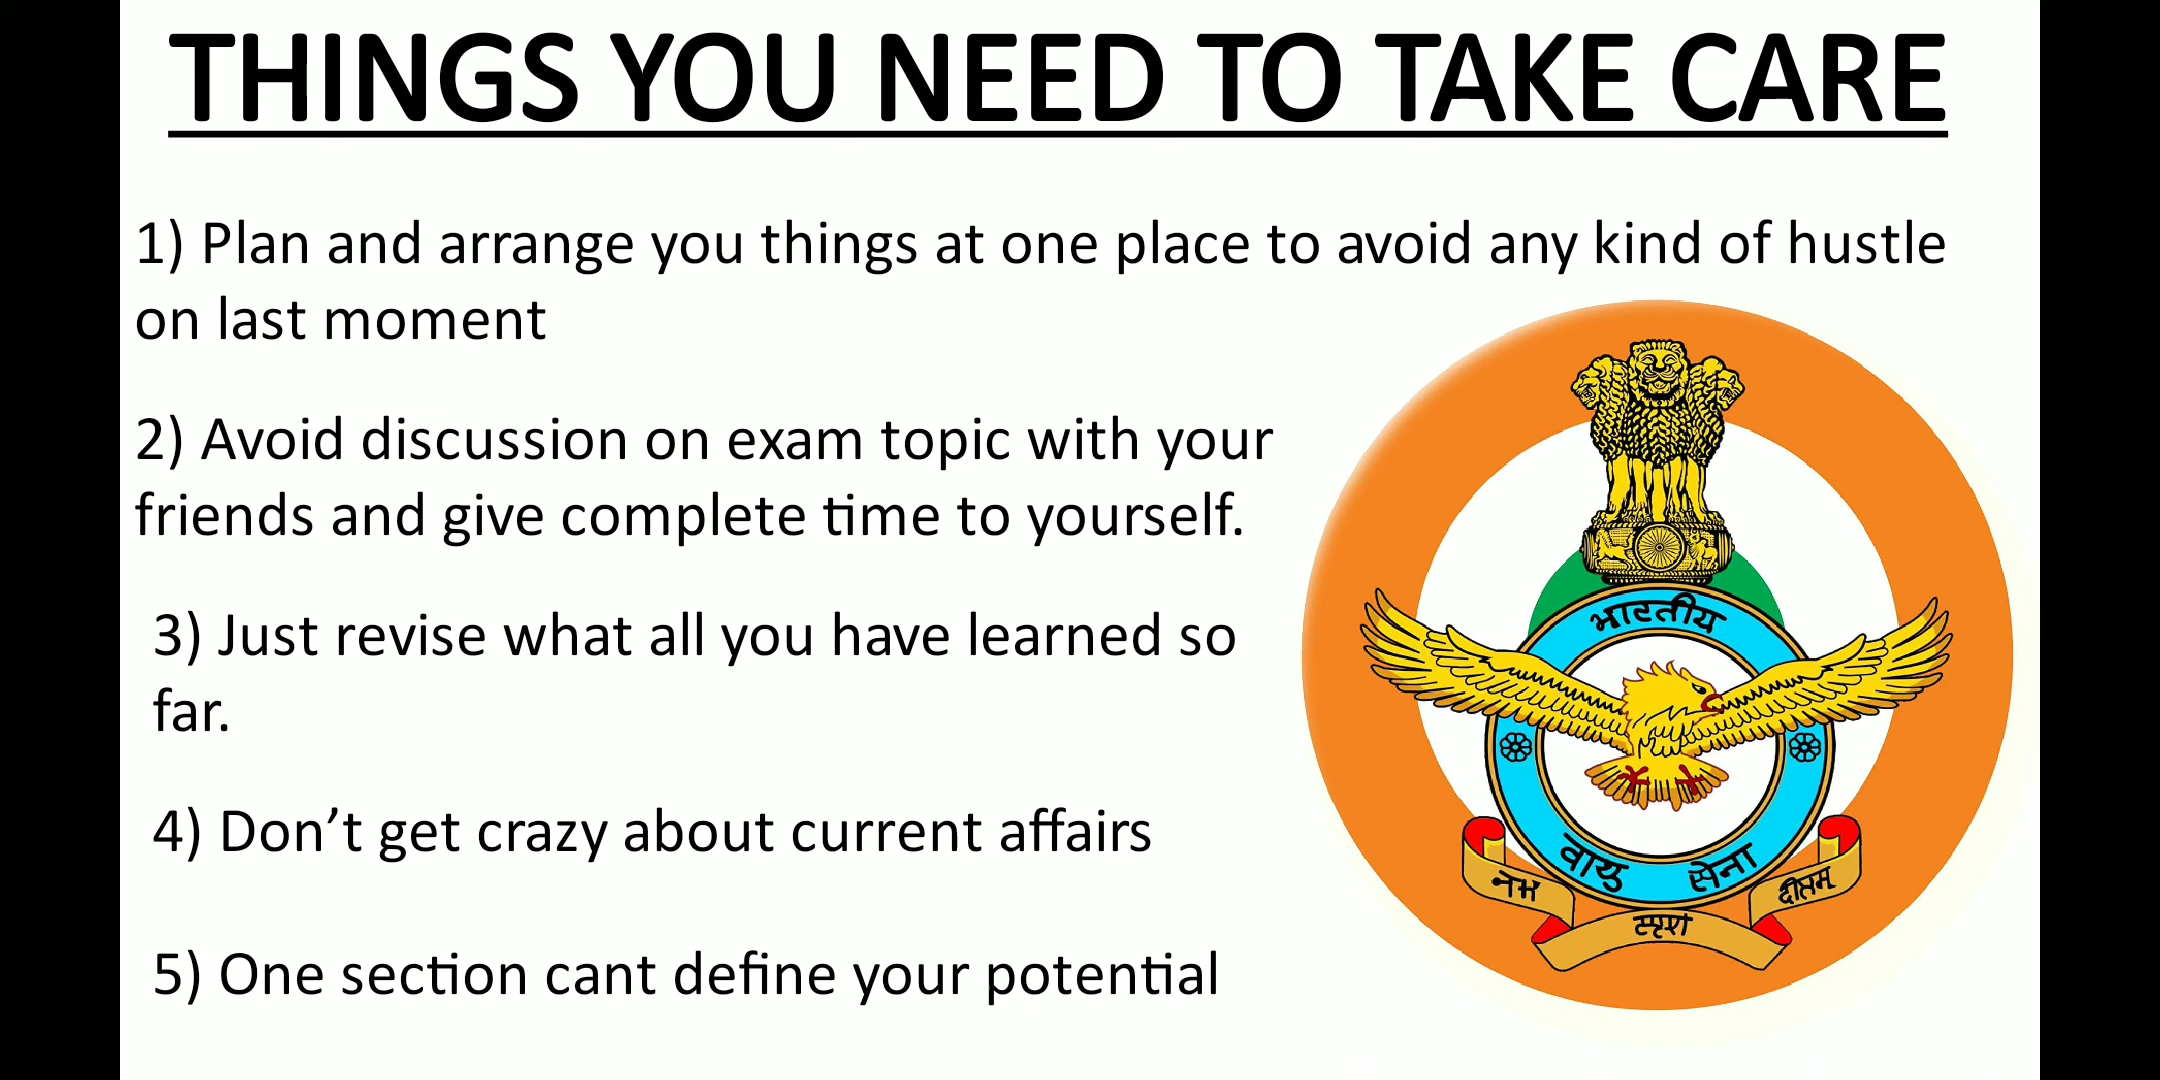 THINGS YOU NEED TO TAKE CARE
1) Plan and arrange you things at one place to avoid any kind of hustle
on last moment
2) Avoid discussion on exam topic with your
friends and give complete time to yourself.
3) Just revise what all you have learned so
far.
4) Don’t get crazy about current affairs
5) One section cant define your potential
भारतीय
वायु सेना
नभ स्पृशं दीप्तम